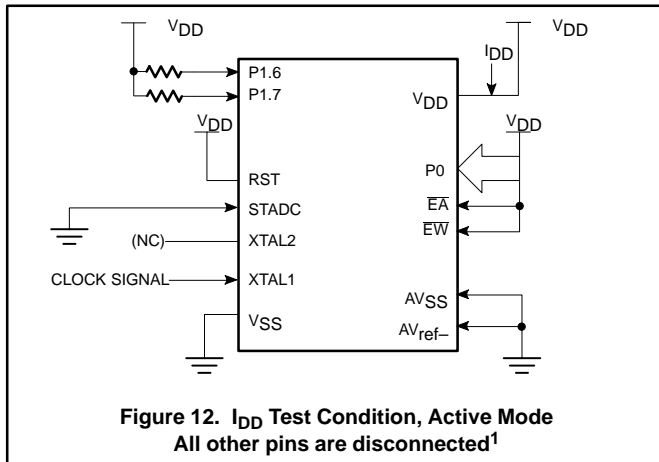 VDD
VDD
IDD
P1.6
P1.7
VDD
VDD
VDD
P0
RST
EA
STADC
EW
(NC)
XTAL2
CLOCK SIGNAL
XTAL1
AVSS
VSS
AVref–
Figure 12. IDD Test Condition, Active Mode
All other pins are disconnected1